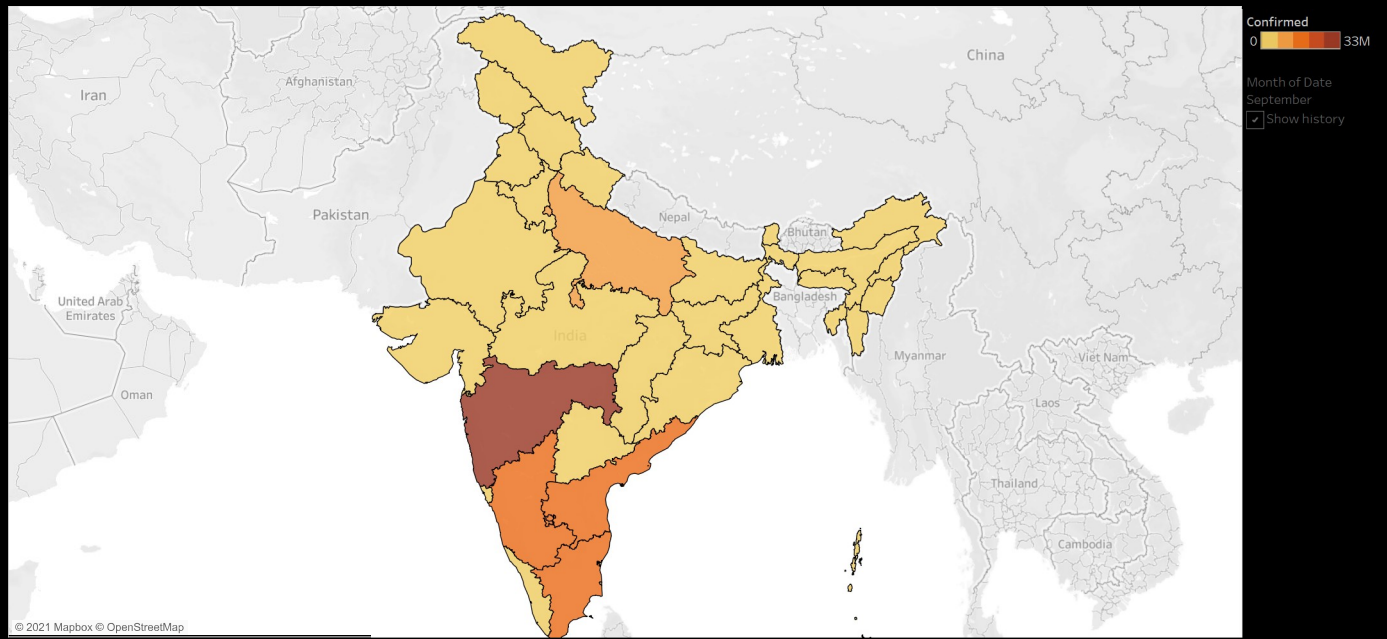 China
Afghanistan
Iran
Pakistan
Nepal
Bhutan
United Arab
Emirates
Bangladesh
India
Myanmar
Viet Nam
Oman
Laos
Thailand
Cambodia
© 2021 Mapbox © OpenStreetMap
Confirmed
0 33M
Month of Date
September
Show history